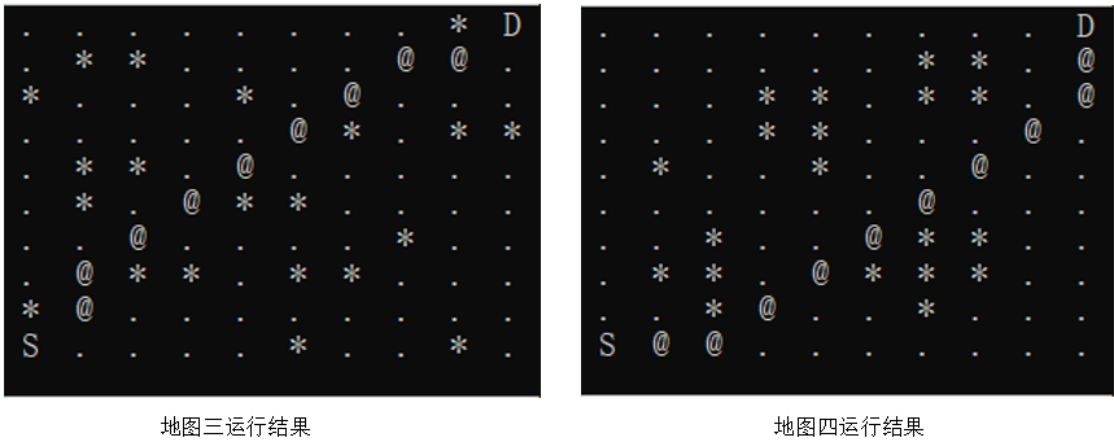 . . . . . . . . * D
. * * . . . . @ @ .
* . . . * . @ . . .
. . . . . @ * . * *
. * * . @ . . . . .
. * . @ * * . . . .
. . @ . . . . * . .
. @ * * . * * . . .
* @ . . . . . . . .
S . . . . * . . * .
地图三运行结果
. . . . . . . . . D
. . . . . . * * . @
. . . * * . * * . @
. . . * * . . . @ .
. * . . * . . @ . .
. . . . . . @ . . .
. . * . . @ * * . .
. * * . @ * * * . .
. . * @ . . * . . .
S @ @ . . . . . . .
地图四运行结果